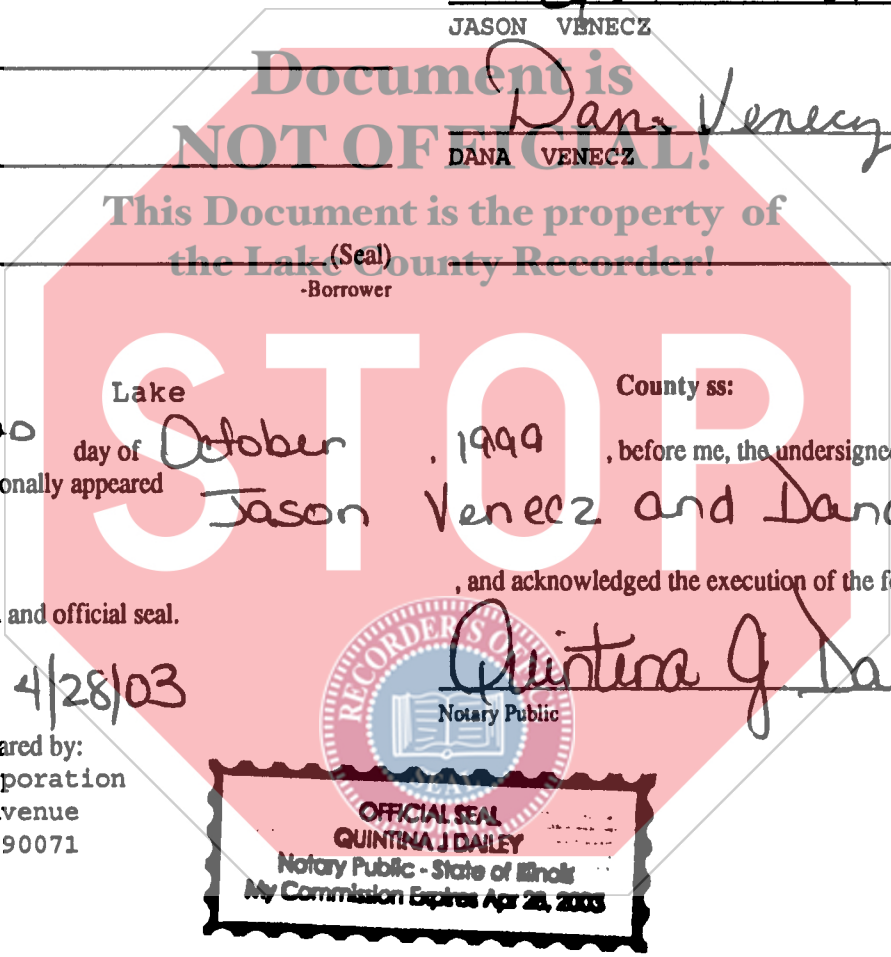 JASON VENECZ
Document is
Dana Venecz
NOT OFFICIAL!
DANA VENECZ
This Document is the property of
(Seal)
the Lake County Recorder!
-Borrower
STOP
Lake County ss:
day of October , 1999 , before me, the undersigne
onally appeared
Jason Venecz and Dana
, and acknowledged the execution of the fo
and official seal.
RECORDER'S OFFICE
SEAL
INDIANA
4/28/03
Quintina J Da
Notary Public
ared by:
poration
venue
90071
OFFICIAL SEAL
QUINTINA J DAILEY
Notary Public - State of Illinois
My Commission Expires Apr 28, 2003